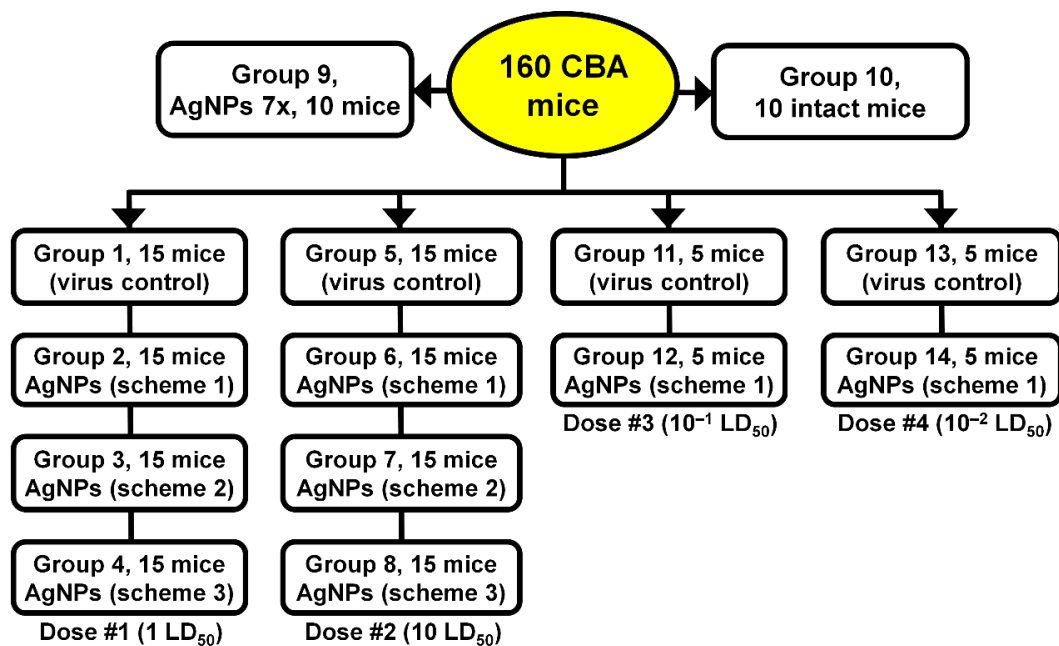 160 CBA
mice
Group 9,
AgNPs 7x, 10 mice
Group 10,
10 intact mice
Group 1, 15 mice
(virus control)
Group 2, 15 mice
AgNPs (scheme 1)
Group 3, 15 mice
AgNPs (scheme 2)
Group 4, 15 mice
AgNPs (scheme 3)
Dose #1 (1 LD₅₀)
Group 5, 15 mice
(virus control)
Group 6, 15 mice
AgNPs (scheme 1)
Group 7, 15 mice
AgNPs (scheme 2)
Group 8, 15 mice
AgNPs (scheme 3)
Dose #2 (10 LD₅₀)
Group 11, 5 mice
(virus control)
Group 12, 5 mice
AgNPs (scheme 1)
Dose #3 (10⁻¹ LD₅₀)
Group 13, 5 mice
(virus control)
Group 14, 5 mice
AgNPs (scheme 1)
Dose #4 (10⁻² LD₅₀)